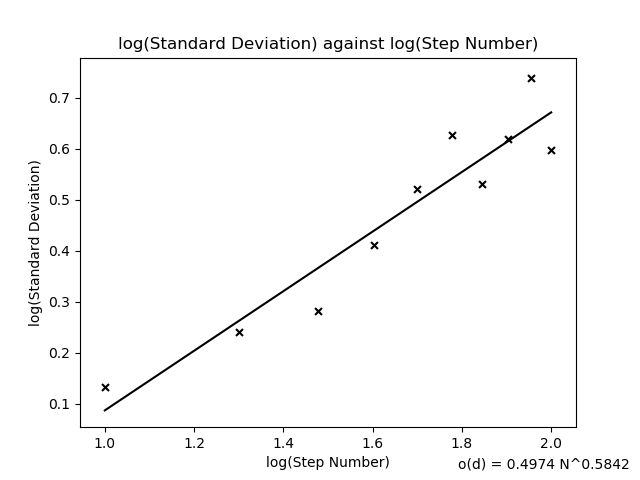 log(Standard Deviation) against log(Step Number)
log(Standard Deviation)
0.7
0.6
0.5
0.4
0.3
0.2
0.1
1.0 1.2 1.4 1.6 1.8 2.0
log(Step Number)
o(d) = 0.4974 N^0.5842